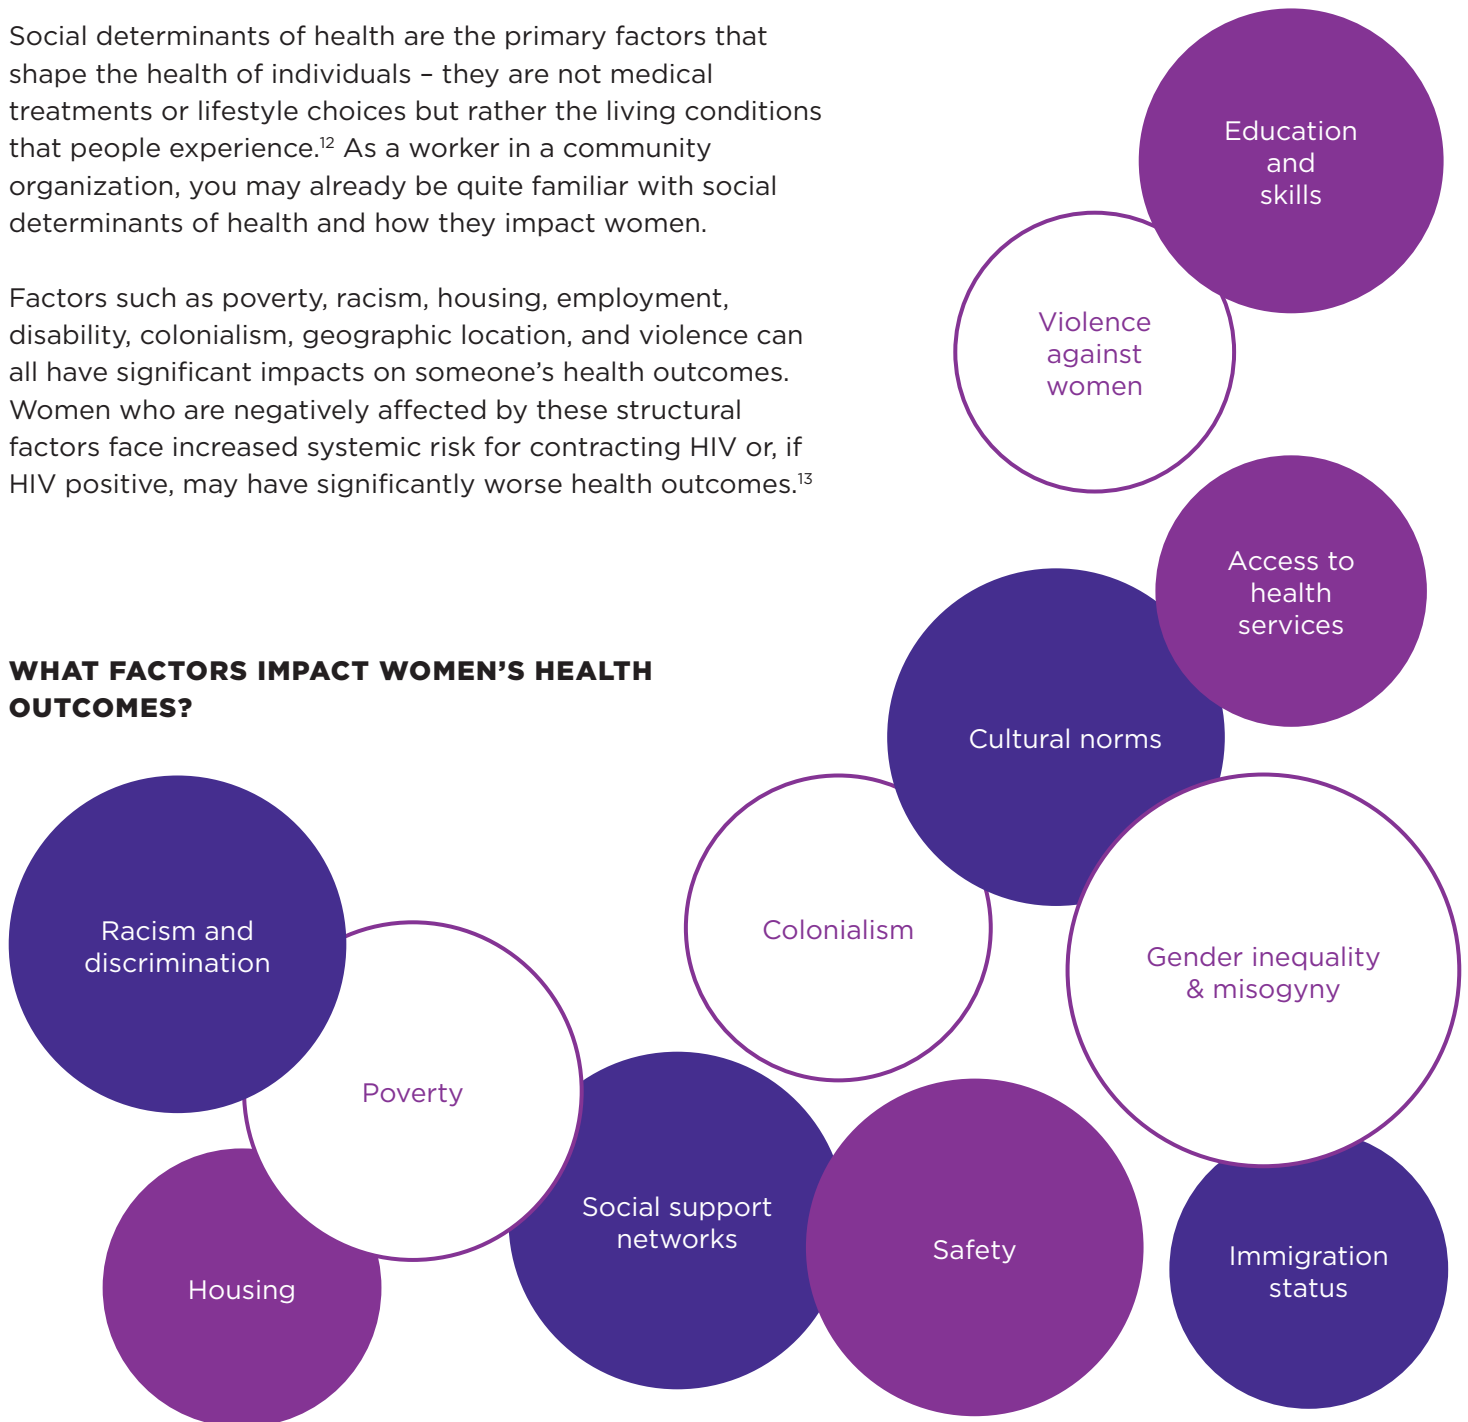 Social determinants of health are the primary factors that
shape the health of individuals – they are not medical
treatments or lifestyle choices but rather the living conditions
that people experience.12 As a worker in a community
organization, you may already be quite familiar with social
determinants of health and how they impact women.
Factors such as poverty, racism, housing, employment,
disability, colonialism, geographic location, and violence can
all have significant impacts on someone’s health outcomes.
Women who are negatively affected by these structural
factors face increased systemic risk for contracting HIV or, if
HIV positive, may have significantly worse health outcomes.13
WHAT FACTORS IMPACT WOMEN’S HEALTH
OUTCOMES?
Education
and
skills
Violence
against
women
Access to
health
services
Cultural norms
Colonialism
Gender inequality
& misogyny
Racism and
discrimination
Poverty
Housing
Social support
networks
Safety
Immigration
status